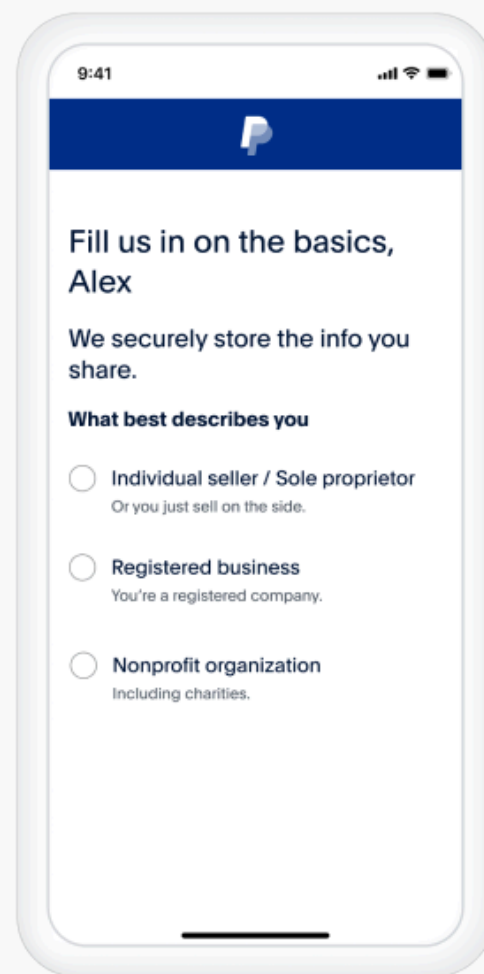 9:41
Fill us in on the basics,
Alex
We securely store the info you
share.
What best describes you
Individual seller / Sole proprietor
Or you just sell on the side.
Registered business
You're a registered company.
Nonprofit organization
Including charities.